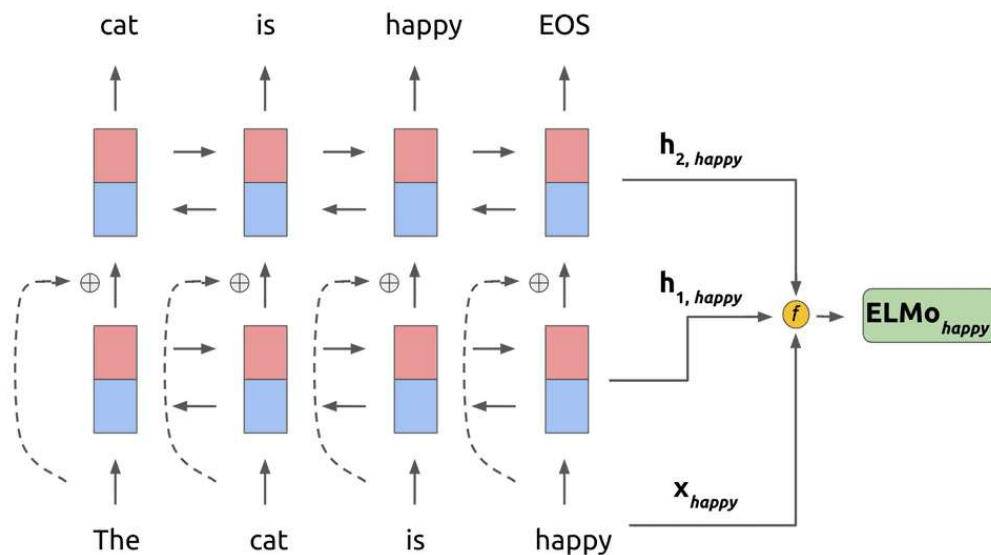 cat is happy EOS
h2, happy
h1, happy
f
ELMohappy
xhappy
The cat is happy